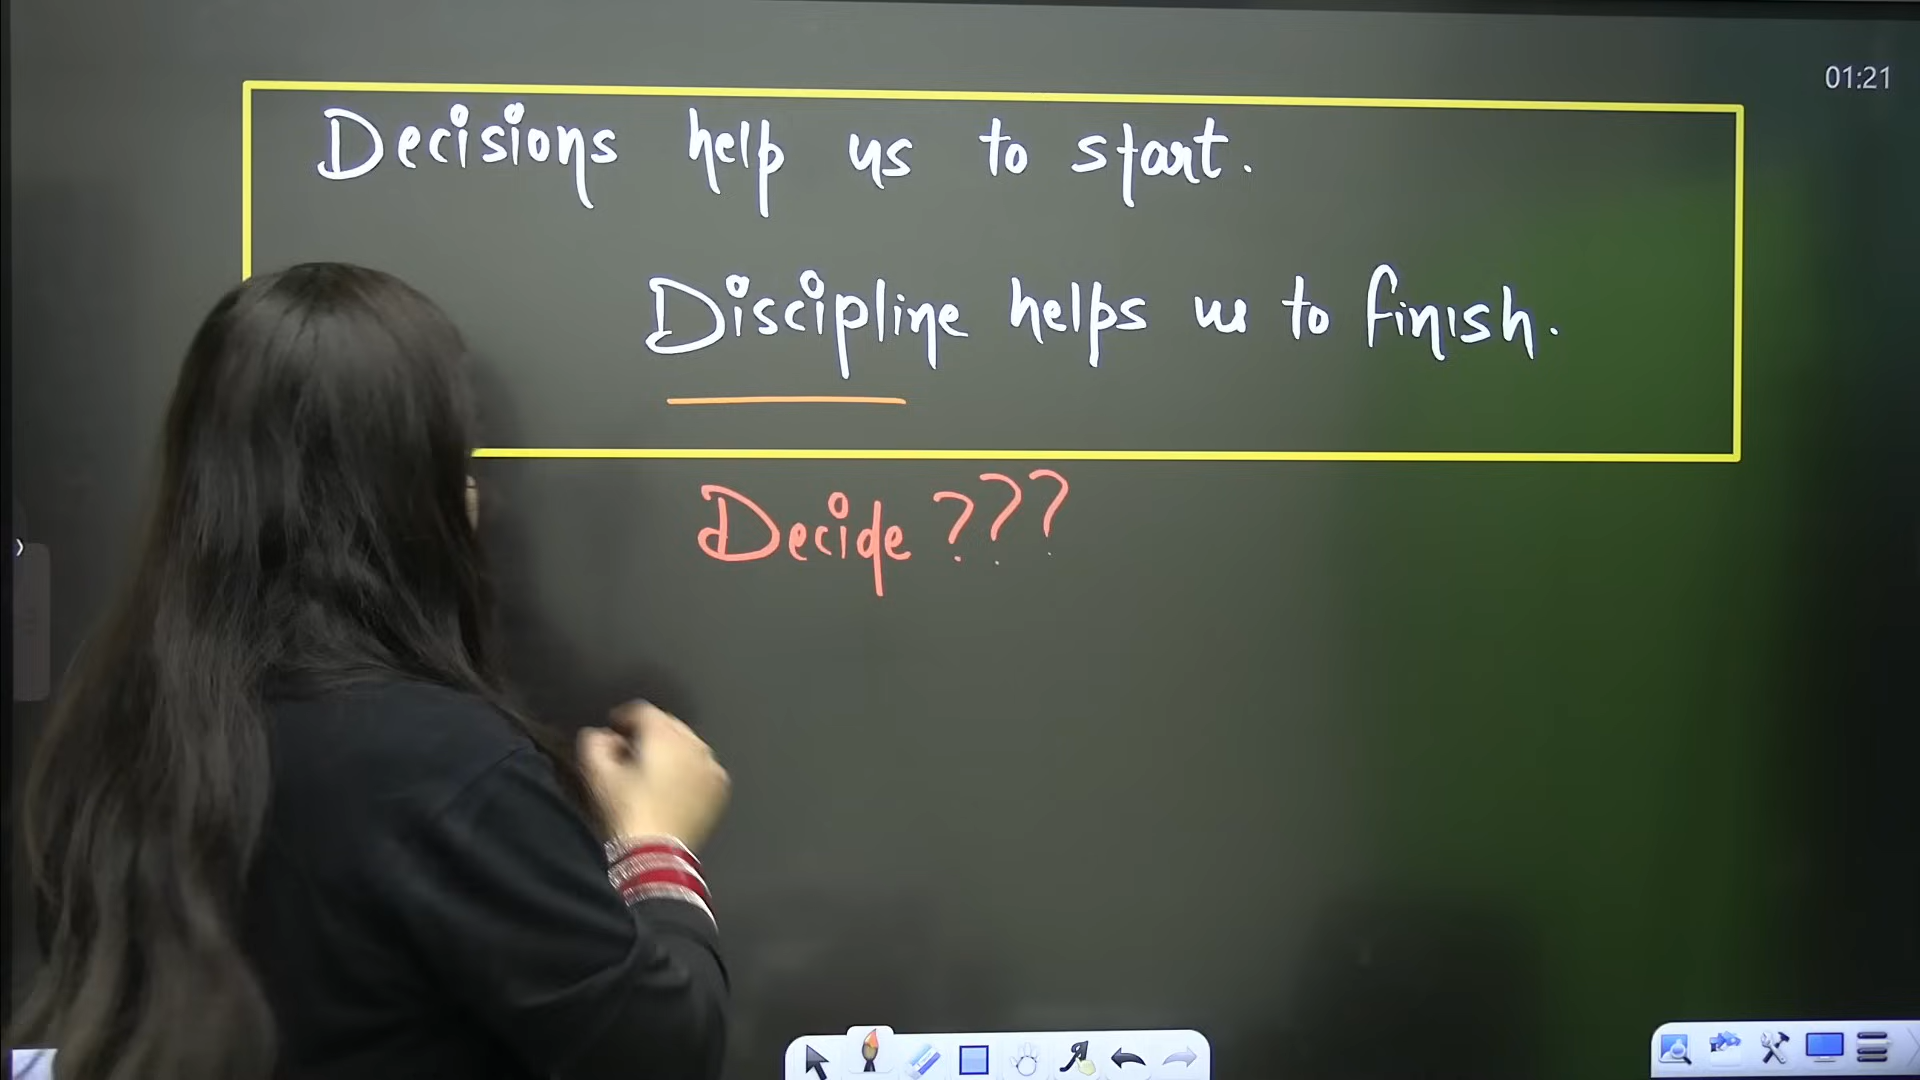 01:21
Decisions help us to start.
Discipline helps us to finish.
Decide ???